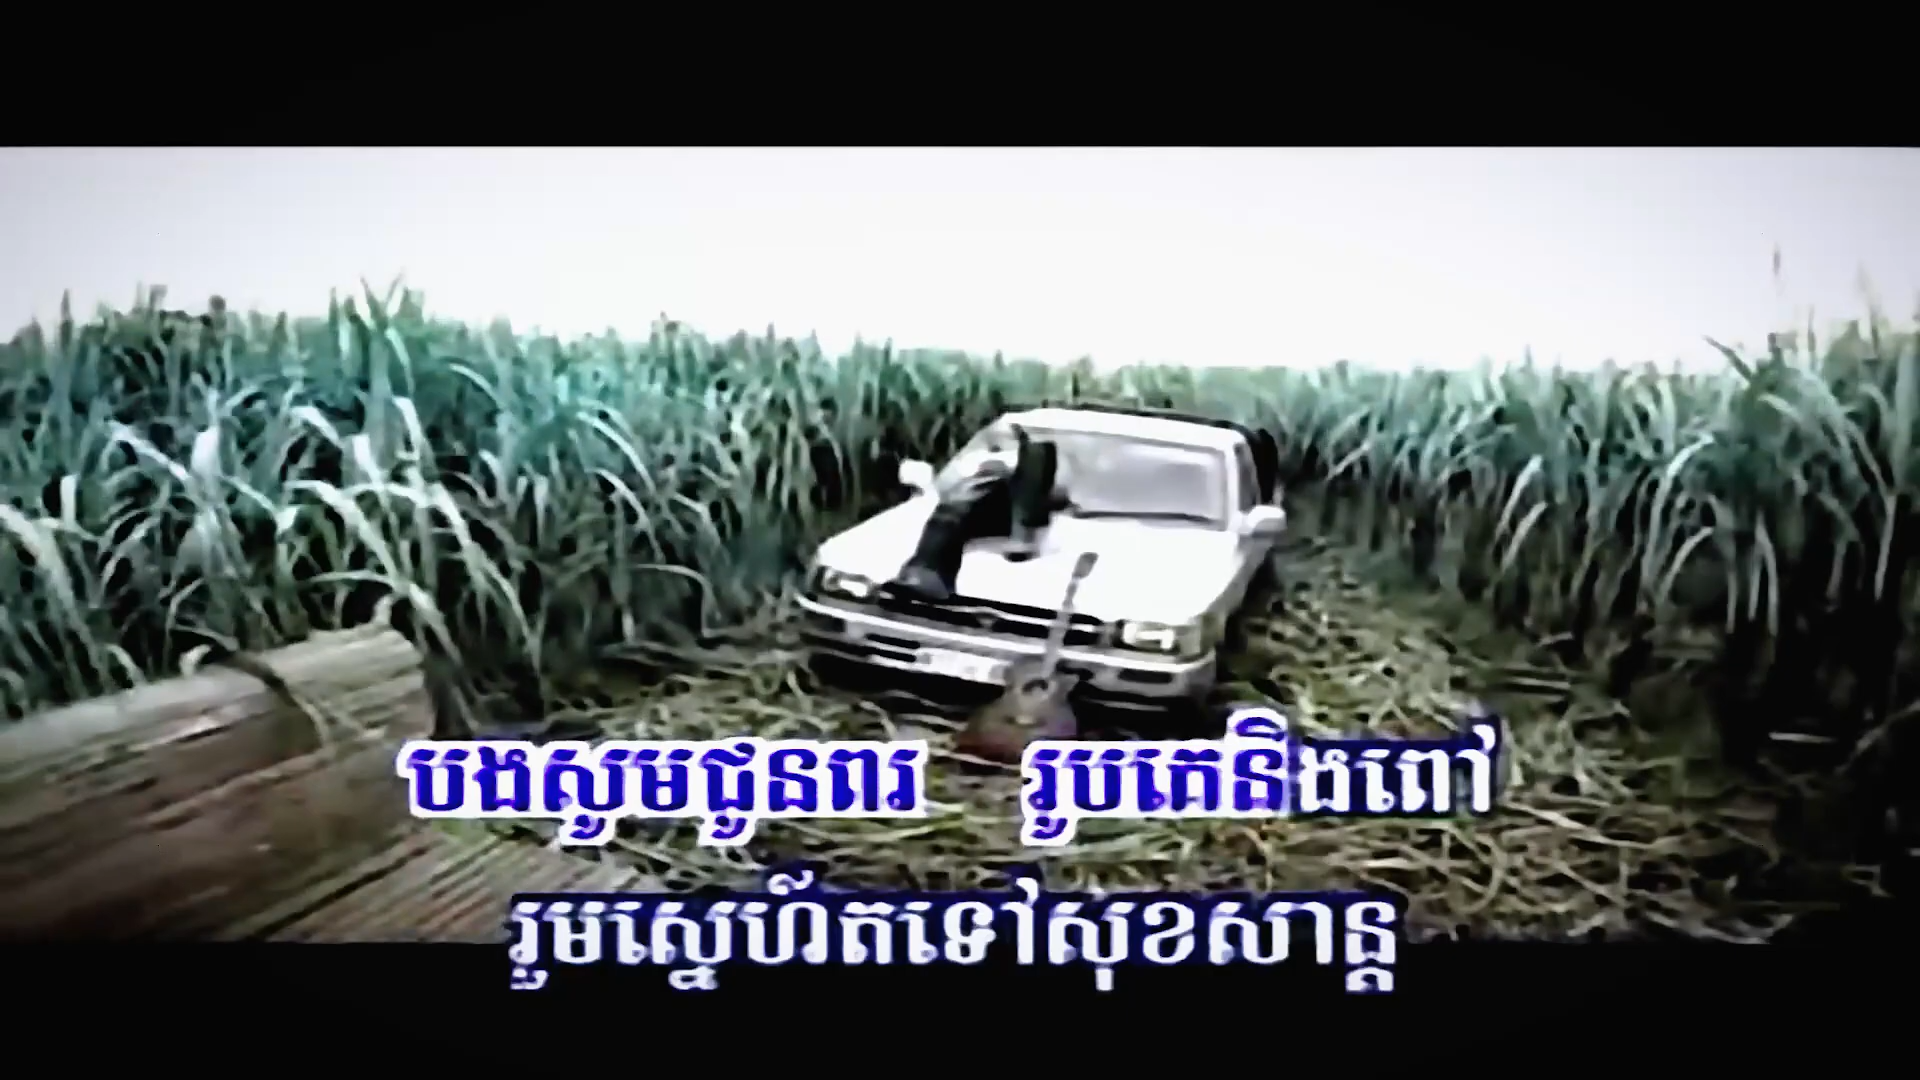 បងសូមជូនពរ រូបគេនិងពៅ
រួមស្នេហ៍តទៅសុខសាន្ត